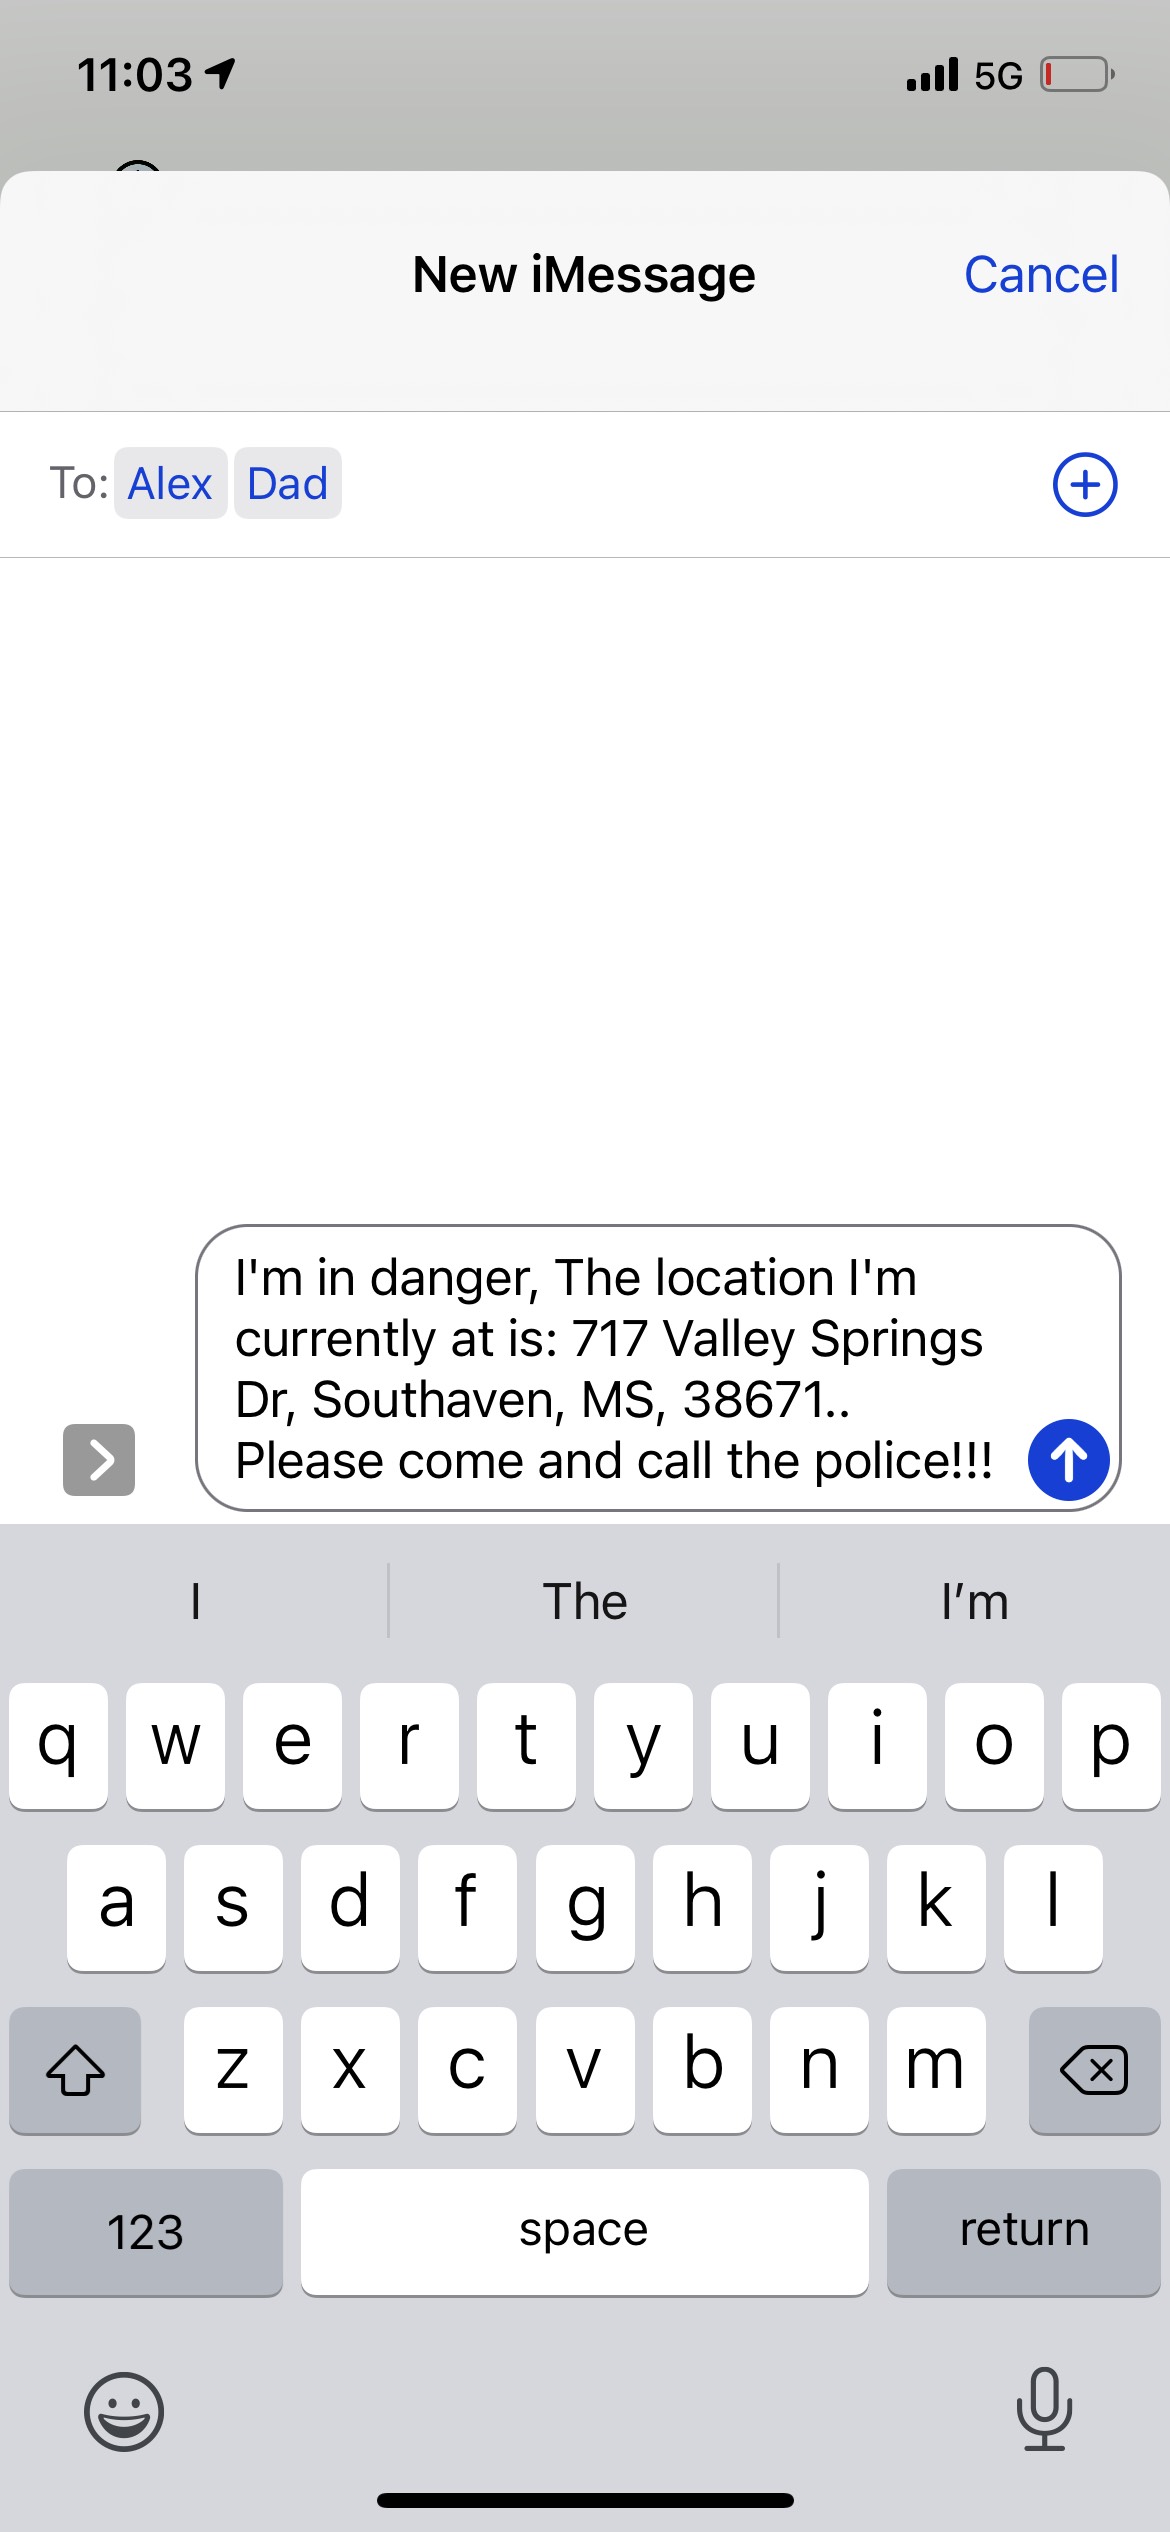 11:03
5G
New iMessage
Cancel
To: Alex Dad
I'm in danger, The location I'm
currently at is: 717 Valley Springs
Dr, Southaven, MS, 38671..
Please come and call the police!!!
I The I’m
q w e r t y u i o p
a s d f g h j k l
z x c v b n m
123 space return